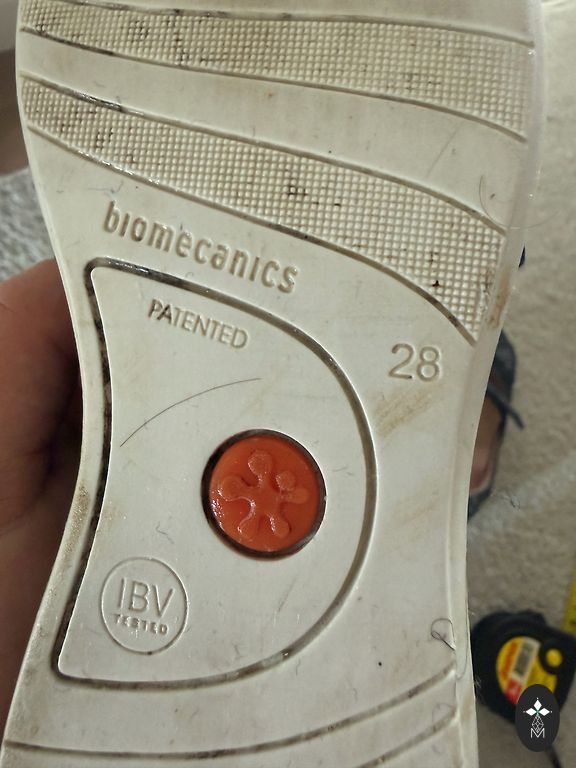 biomecanics
PATENTED
28
IBV
TESTED
M